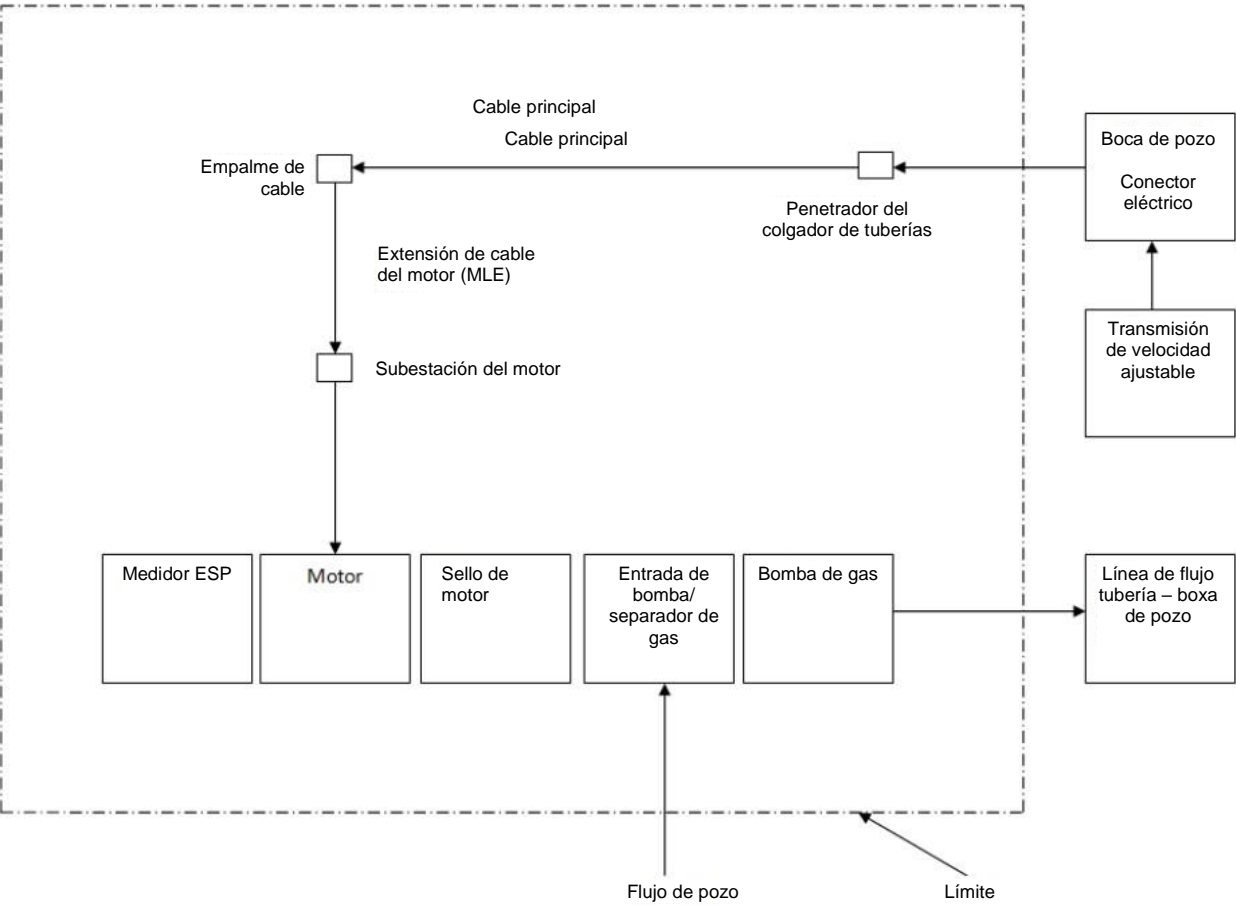 Cable principal
Cable principal
Empalme de
cable
Penetrador del
colgador de tuberías
Boca de pozo
Conector
eléctrico
Extensión de cable
del motor (MLE)
Transmisión
de velocidad
ajustable
Subestación del motor
Medidor ESP
Motor
Sello de
motor
Entrada de
bomba/
separador de
gas
Bomba de gas
Línea de flujo
tubería – boxa
de pozo
Flujo de pozo
Límite